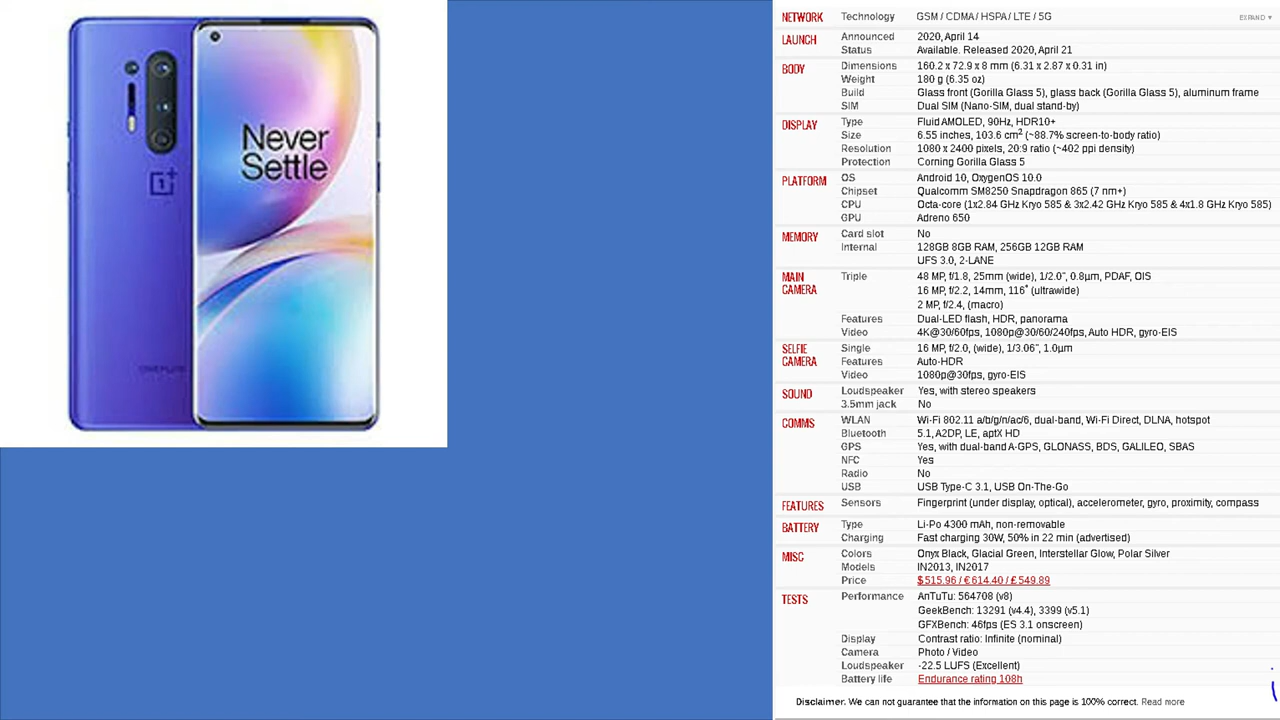 Never
Settle
1+
NETWORK Technology GSM / CDMA / HSPA / LTE / 5G EXPAND ▼
LAUNCH Announced 2020, April 14
Status Available. Released 2020, April 21
BODY Dimensions 160.2 x 72.9 x 8 mm (6.31 x 2.87 x 0.31 in)
Weight 180 g (6.35 oz)
Build Glass front (Gorilla Glass 5), glass back (Gorilla Glass 5), aluminum frame
SIM Dual SIM (Nano-SIM, dual stand-by)
DISPLAY Type Fluid AMOLED, 90Hz, HDR10+
Size 6.55 inches, 103.6 cm² (~88.7% screen-to-body ratio)
Resolution 1080 x 2400 pixels, 20:9 ratio (~402 ppi density)
Protection Corning Gorilla Glass 5
PLATFORM OS Android 10, OxygenOS 10.0
Chipset Qualcomm SM8250 Snapdragon 865 (7 nm+)
CPU Octa-core (1x2.84 GHz Kryo 585 & 3x2.42 GHz Kryo 585 & 4x1.8 GHz Kryo 585)
GPU Adreno 650
MEMORY Card slot No
Internal 128GB 8GB RAM, 256GB 12GB RAM
UFS 3.0, 2-LANE
MAIN CAMERA Triple 48 MP, f/1.8, 25mm (wide), 1/2.0", 0.8µm, PDAF, OIS
16 MP, f/2.2, 14mm, 116˚ (ultrawide)
2 MP, f/2.4, (macro)
Features Dual-LED flash, HDR, panorama
Video 4K@30/60fps, 1080p@30/60/240fps, Auto HDR, gyro-EIS
SELFIE CAMERA Single 16 MP, f/2.0, (wide), 1/3.06", 1.0µm
Features Auto-HDR
Video 1080p@30fps, gyro-EIS
SOUND Loudspeaker Yes, with stereo speakers
3.5mm jack No
COMMS WLAN Wi-Fi 802.11 a/b/g/n/ac/6, dual-band, Wi-Fi Direct, DLNA, hotspot
Bluetooth 5.1, A2DP, LE, aptX HD
GPS Yes, with dual-band A-GPS, GLONASS, BDS, GALILEO, SBAS
NFC Yes
Radio No
USB USB Type-C 3.1, USB On-The-Go
FEATURES Sensors Fingerprint (under display, optical), accelerometer, gyro, proximity, compass
BATTERY Type Li-Po 4300 mAh, non-removable
Charging Fast charging 30W, 50% in 22 min (advertised)
MISC Colors Onyx Black, Glacial Green, Interstellar Glow, Polar Silver
Models IN2013, IN2017
Price $ 515.96 / € 614.40 / £ 549.89
TESTS Performance AnTuTu: 564708 (v8)
GeekBench: 13291 (v4.4), 3399 (v5.1)
GFXBench: 46fps (ES 3.1 onscreen)
Display Contrast ratio: Infinite (nominal)
Camera Photo / Video
Loudspeaker -22.5 LUFS (Excellent)
Battery life Endurance rating 108h
Disclaimer. We can not guarantee that the information on this page is 100% correct. Read more